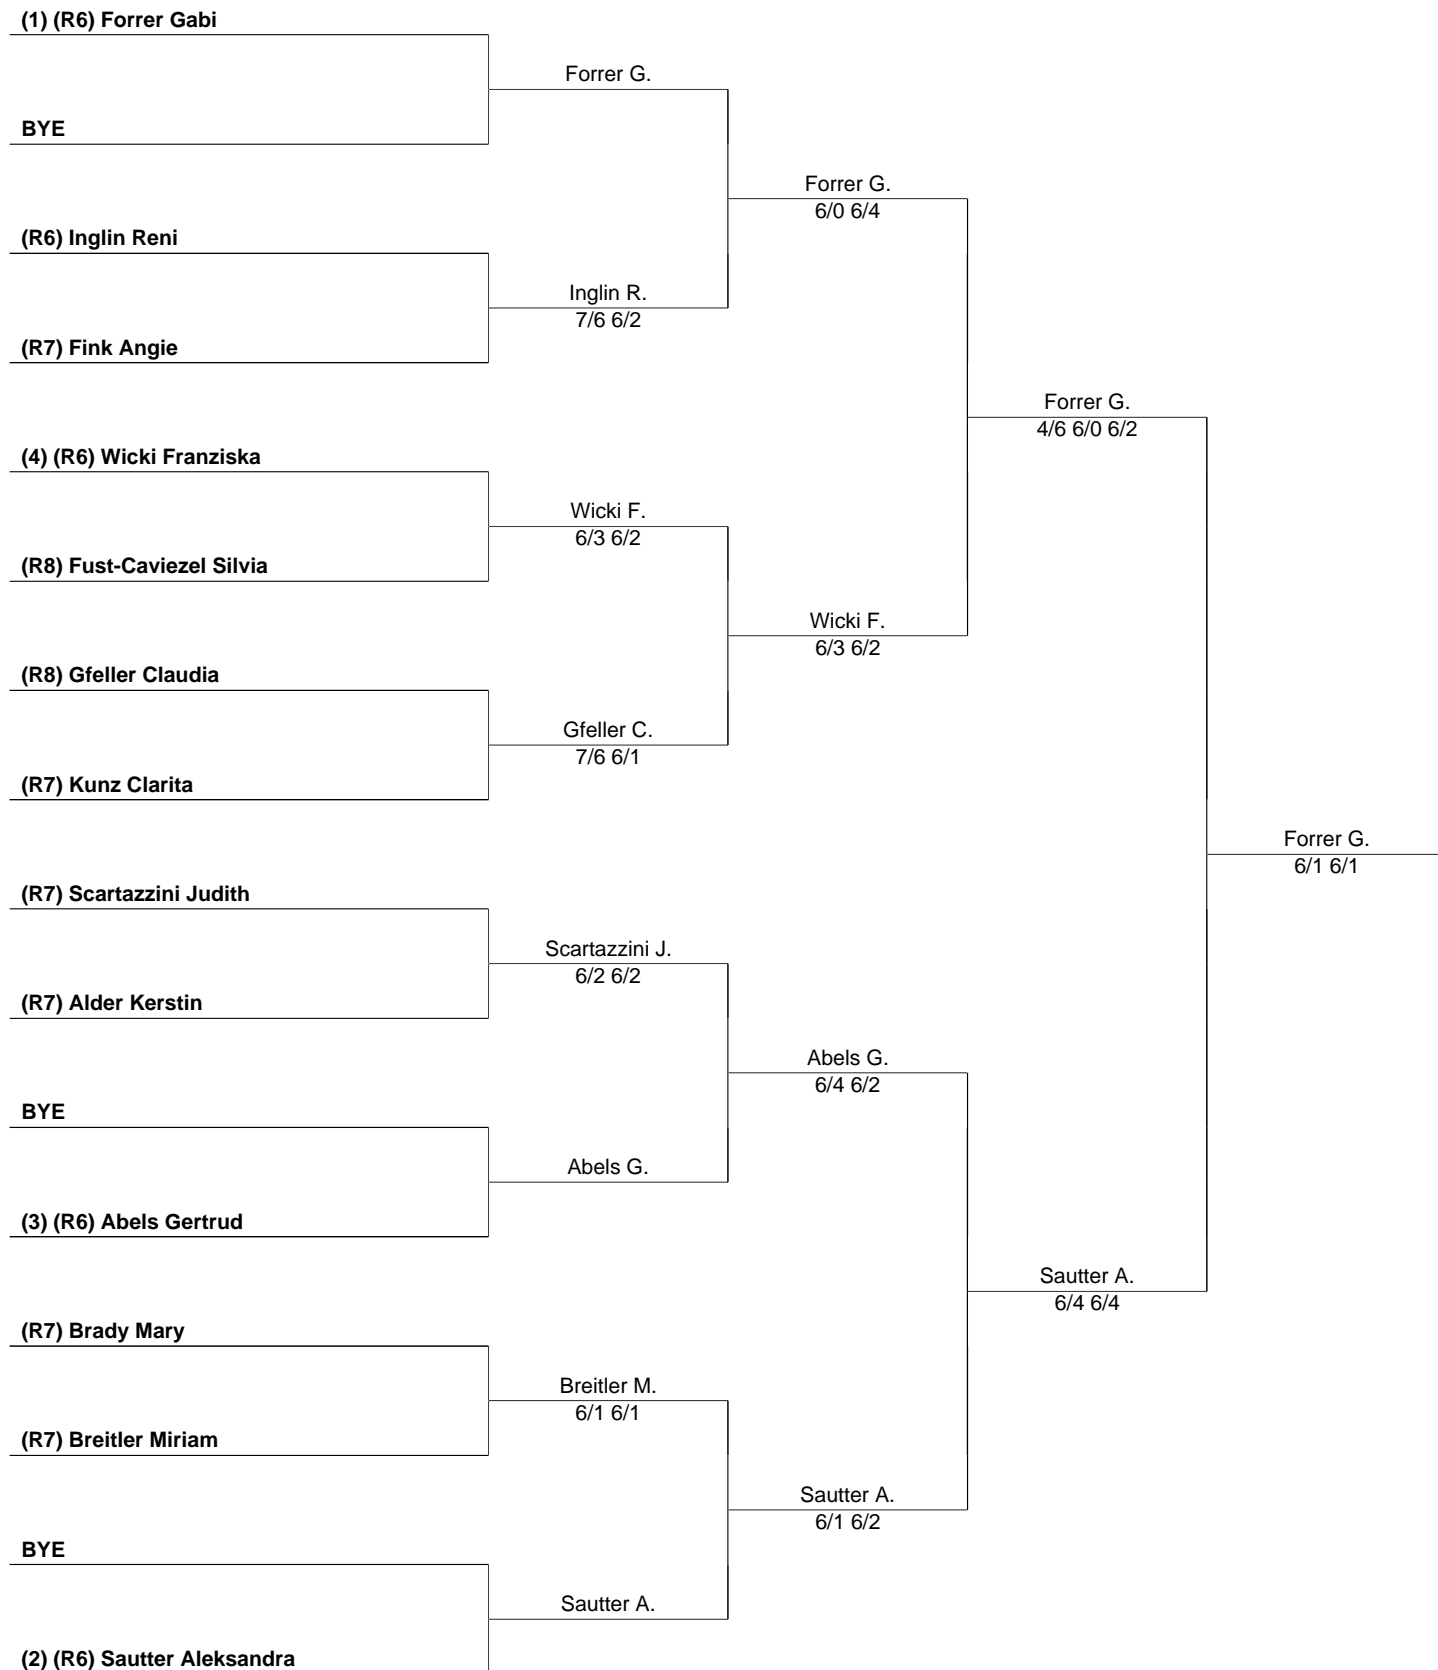 (1) (R6) Forrer Gabi
Forrer G.
BYE
Forrer G.
6/0 6/4
(R6) Inglin Reni
Inglin R.
7/6 6/2
(R7) Fink Angie
Forrer G.
4/6 6/0 6/2
(4) (R6) Wicki Franziska
Wicki F.
6/3 6/2
(R8) Fust-Caviezel Silvia
Wicki F.
6/3 6/2
(R8) Gfeller Claudia
Gfeller C.
7/6 6/1
(R7) Kunz Clarita
Forrer G.
6/1 6/1
(R7) Scartazzini Judith
Scartazzini J.
6/2 6/2
(R7) Alder Kerstin
Abels G.
6/4 6/2
BYE
Abels G.
(3) (R6) Abels Gertrud
Sautter A.
6/4 6/4
(R7) Brady Mary
Breitler M.
6/1 6/1
(R7) Breitler Miriam
Sautter A.
6/1 6/2
BYE
Sautter A.
(2) (R6) Sautter Aleksandra